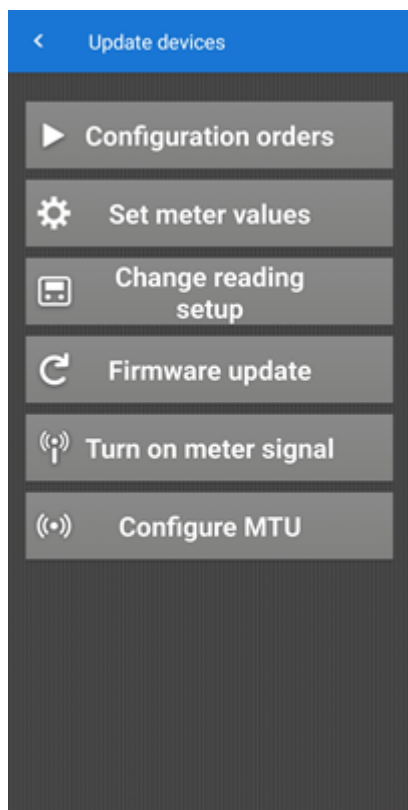 Update devices
Configuration orders
Set meter values
Change reading
setup
Firmware update
Turn on meter signal
Configure MTU